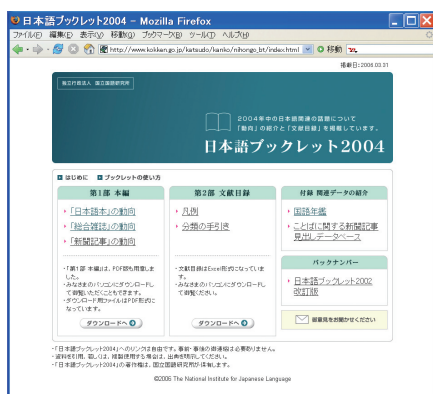 日本語ブックレット2004 - Mozilla Firefox
ファイル(F) 編集(E) 表示(V) 移動(G) ブックマーク(B) ツール(T) ヘルプ(H)
http://www.kokken.go.jp/katsudo/kanko/nihongo_bt/index.html 移動
掲載日:2006.03.31
独立行政法人 国立国語研究所
2004年中の日本語関連の話題について
「動向」の紹介と「文献目録」を掲載しています。
日本語ブックレット2004
はじめに ブックレットの使い方
第1部 本編
「日本語本」の動向
「総合雑誌」の動向
「新聞記事」の動向
・「第1部 本編」は、PDF版も用意しました。
・みなさまのパソコンにダウンロードしてご利用いただくこともできます。
・ダウンロード用ファイルはPDF形式になっています。
ダウンロードへ
第2部 文献目録
凡例
分類の手引き
・文献目録はExcel形式になっています。
・みなさまのパソコンにダウンロードしてご利用ください。
ダウンロードへ
付録 関連データの紹介
国語年鑑
ことばに関する新聞記事
見出しデータベース
バックナンバー
日本語ブックレット2002
改訂版
御意見をお聞かせください
・「日本語ブックレット2004」へのリンクは自由です。事前・事後の御連絡は必要ありません。
・資料を引用、若しくは、複製使用する場合は、出典を明示してください。
・「日本語ブックレット2004」の著作権は、国立国語研究所が保有します。
©2006 The National Institute for Japanese Language